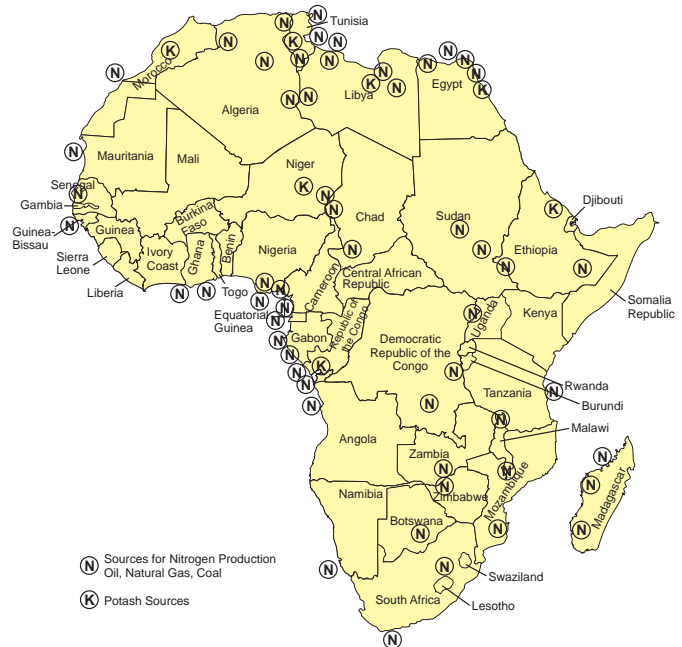 N
N
Tunisia
N
N
N
K
K
N
N
N
N
N
N
Morocco
N
N
N
N
K
N
N
K
Libya
Egypt
N
N
Algeria
N
Mauritania
Mali
Niger
K
N
N
K
Djibouti
Senegal
N
Gambia
Guinea
Bissau
N
Guinea
Burkina
Faso
Chad
Sudan
N
N
N
Ethiopia
N
Sierra
Leone
Ivory
Coast
Ghana
Benin
Nigeria
N
Liberia
Togo
N
N
N
N
N
N
N
Cameroon
Central African
Republic
Equatorial
Guinea
Somalia
Republic
N
Uganda
Kenya
N
N
N
N
N
Gabon
K
Republic of
the Congo
Democratic
Republic of the
Congo
N
N
Rwanda
Burundi
Tanzania
N
N
Malawi
Angola
Zambia
N
N
Zimbabwe
N
Mozambique
N
N
N
N
Madagascar
Namibia
Botswana
N
N
N
Swaziland
Lesotho
South Africa
N
N Sources for Nitrogen Production
Oil, Natural Gas, Coal
K Potash Sources